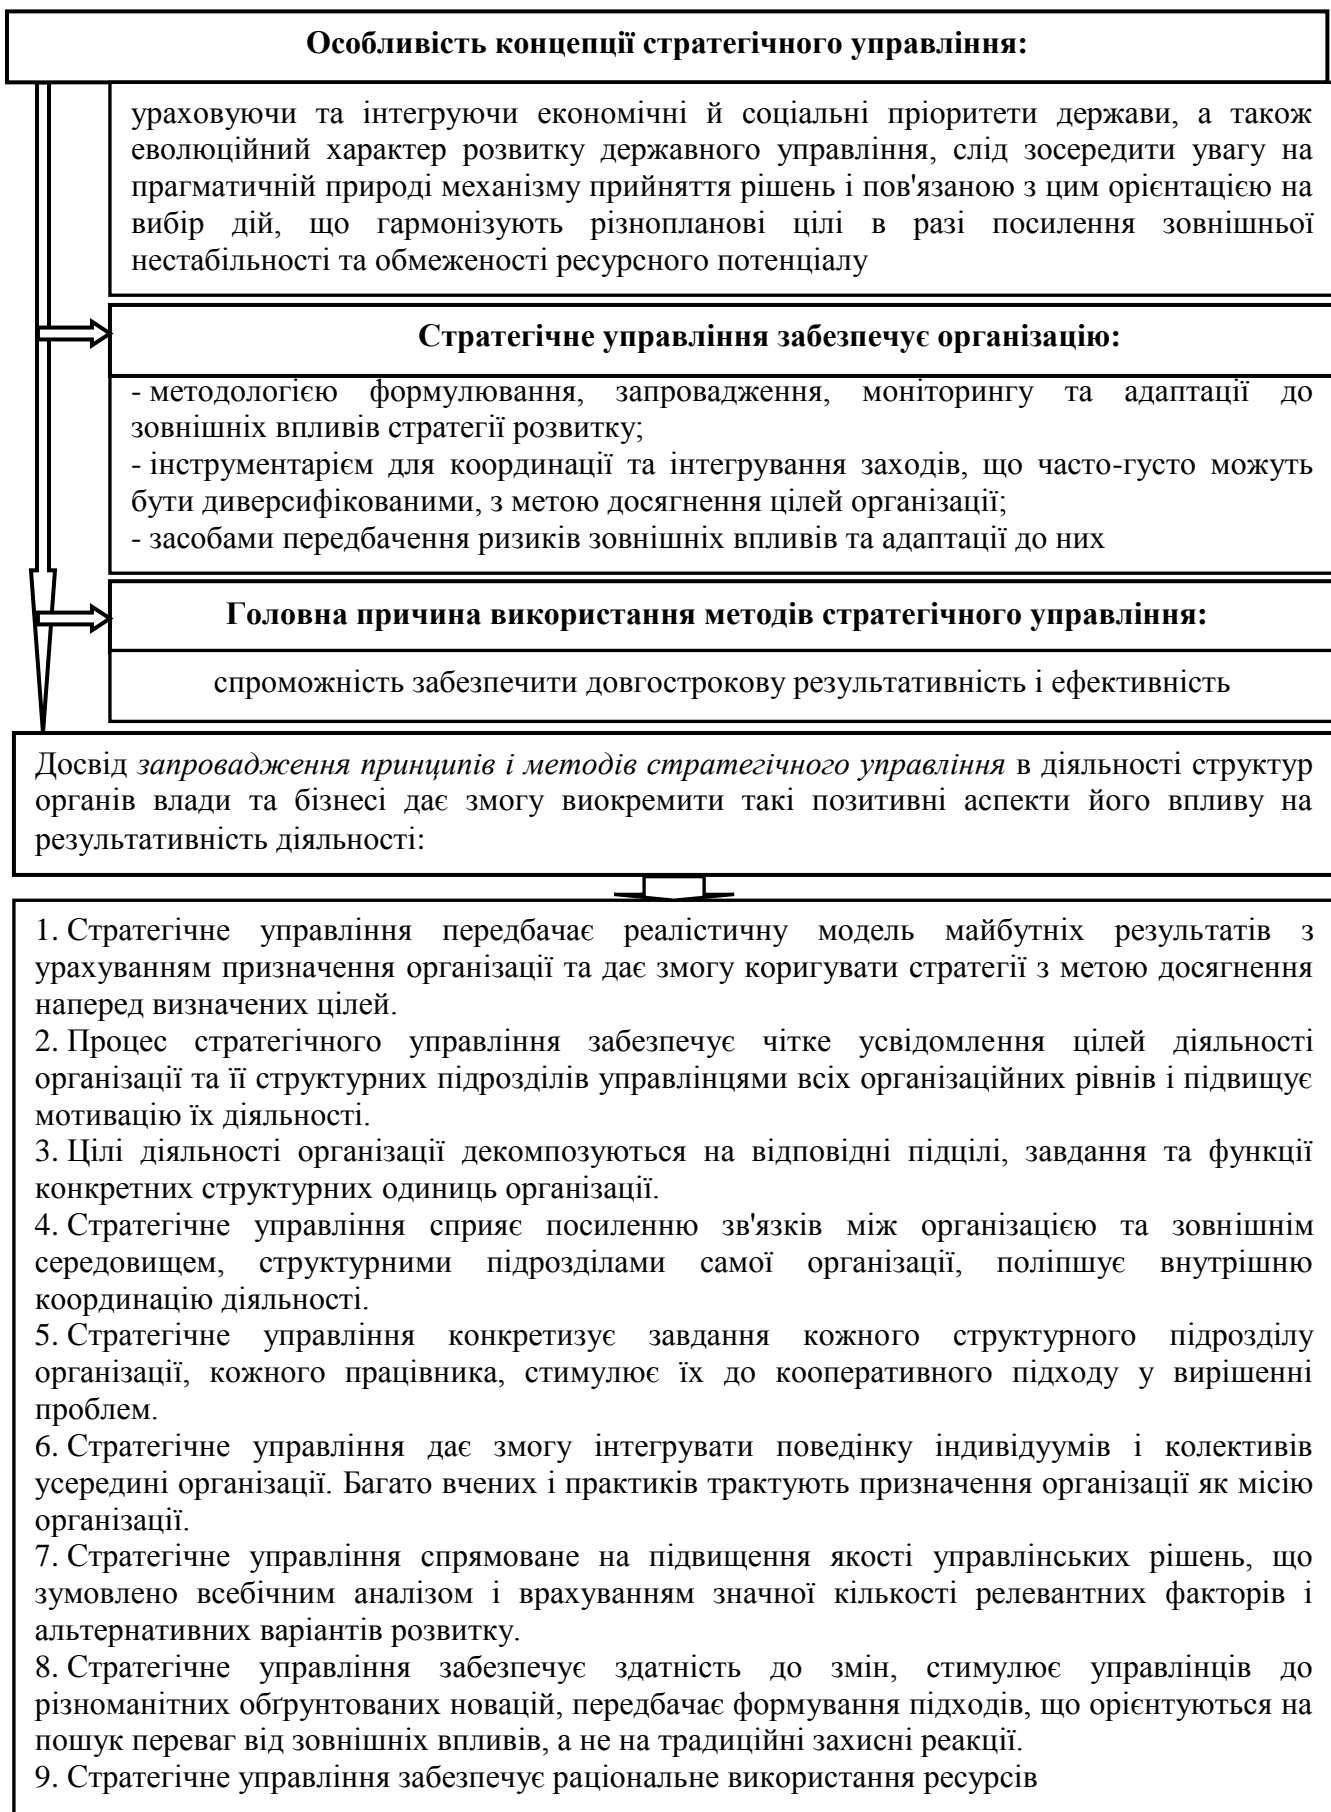 Особливість концепції стратегічного управління:
ураховуючи та інтегруючи економічні й соціальні пріоритети держави, а також
еволюційний характер розвитку державного управління, слід зосередити увагу на
прагматичній природі механізму прийняття рішень і пов'язаною з цим орієнтацією на
вибір дій, що гармонізують різнопланові цілі в разі посилення зовнішньої
нестабільності та обмеженості ресурсного потенціалу
Стратегічне управління забезпечує організацію:
- методологією формулювання, запровадження, моніторингу та адаптації до
зовнішніх впливів стратегії розвитку;
- інструментарієм для координації та інтегрування заходів, що часто-густо можуть
бути диверсифікованими, з метою досягнення цілей організації;
- засобами передбачення ризиків зовнішніх впливів та адаптації до них
Головна причина використання методів стратегічного управління:
спроможність забезпечити довгострокову результативність і ефективність
Досвід запровадження принципів і методів стратегічного управління в діяльності структур
органів влади та бізнесі дає змогу виокремити такі позитивні аспекти його впливу на
результативність діяльності:
1. Стратегічне управління передбачає реалістичну модель майбутніх результатів з
урахуванням призначення організації та дає змогу коригувати стратегії з метою досягнення
наперед визначених цілей.
2. Процес стратегічного управління забезпечує чітке усвідомлення цілей діяльності
організації та її структурних підрозділів управлінцями всіх організаційних рівнів і підвищує
мотивацію їх діяльності.
3. Цілі діяльності організації декомпозуються на відповідні підцілі, завдання та функції
конкретних структурних одиниць організації.
4. Стратегічне управління сприяє посиленню зв'язків між організацією та зовнішнім
середовищем, структурними підрозділами самої організації, поліпшує внутрішню
координацію діяльності.
5. Стратегічне управління конкретизує завдання кожного структурного підрозділу
організації, кожного працівника, стимулює їх до кооперативного підходу у вирішенні
проблем.
6. Стратегічне управління дає змогу інтегрувати поведінку індивідуумів і колективів
усередині організації. Багато вчених і практиків трактують призначення організації як місію
організації.
7. Стратегічне управління спрямоване на підвищення якості управлінських рішень, що
зумовлено всебічним аналізом і врахуванням значної кількості релевантних факторів і
альтернативних варіантів розвитку.
8. Стратегічне управління забезпечує здатність до змін, стимулює управлінців до
різноманітних обґрунтованих новацій, передбачає формування підходів, що орієнтуються на
пошук переваг від зовнішніх впливів, а не на традиційні захисні реакції.
9. Стратегічне управління забезпечує раціональне використання ресурсів